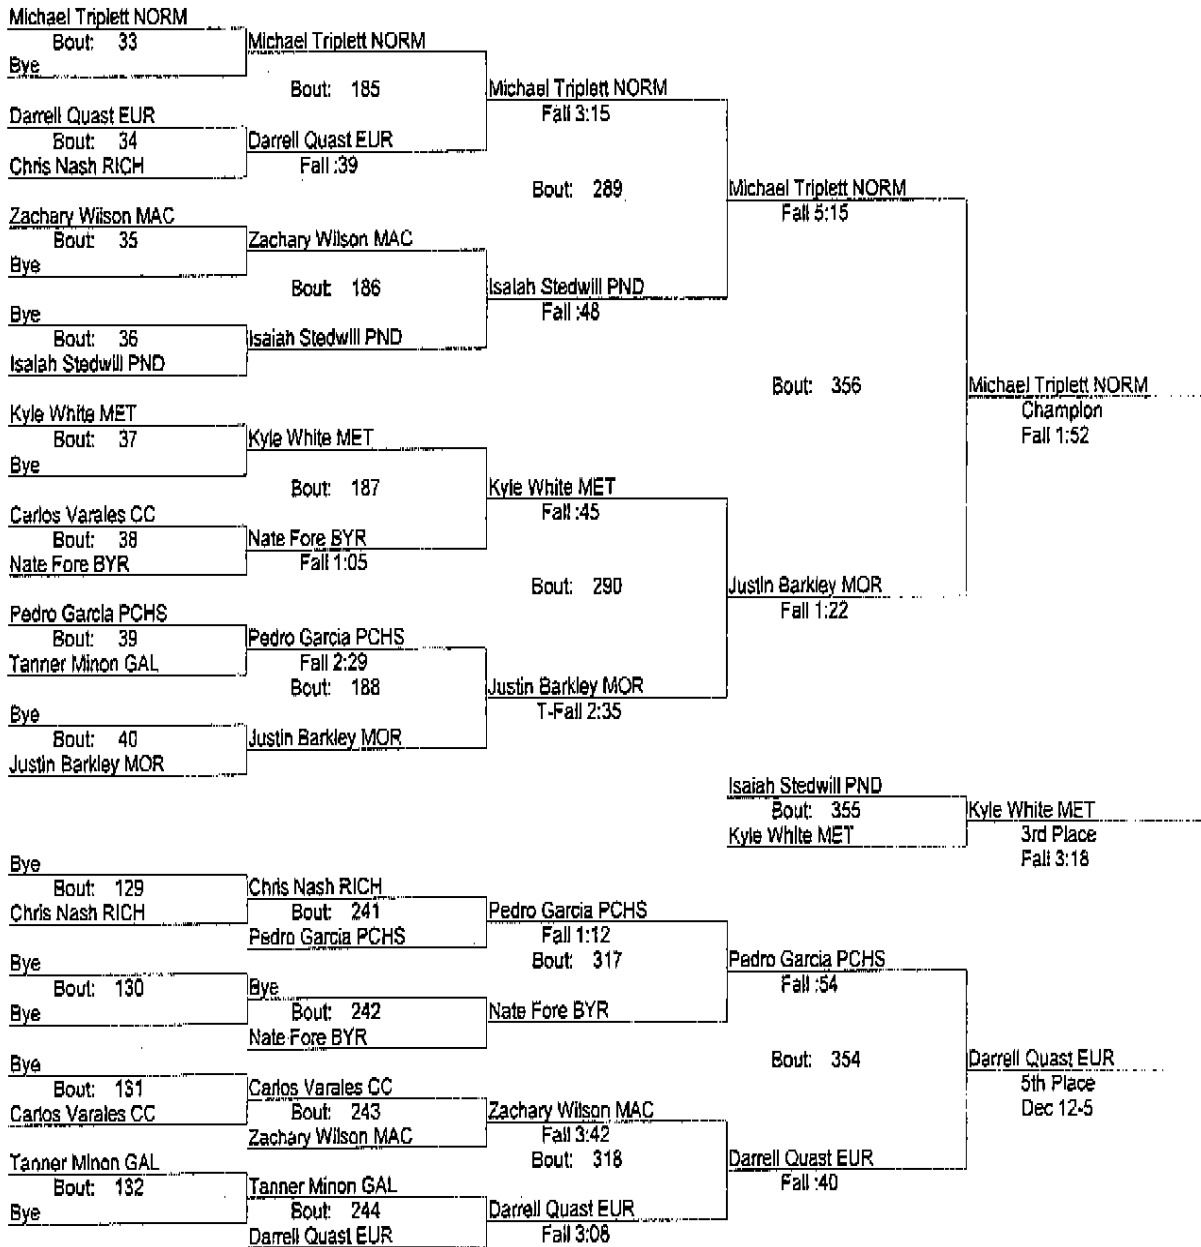 Michael Triplett NORM
Bout: 33
Bye
Michael Triplett NORM
Bout: 185
Darrell Quast EUR
Bout: 34
Chris Nash RICH
Darrell Quast EUR
Fall :39
Michael Triplett NORM
Fall 3:15
Bout: 289
Zachary Wilson MAC
Bout: 35
Bye
Zachary Wilson MAC
Bout: 186
Bye
Bout: 36
Isaiah Stedwill PND
Isaiah Stedwill PND
Isaiah Stedwill PND
Fall :48
Michael Triplett NORM
Fall 5:15
Bout: 356
Michael Triplett NORM
Champion
Fall 1:52
Kyle White MET
Bout: 37
Bye
Kyle White MET
Bout: 187
Carlos Varales CC
Bout: 38
Nate Fore BYR
Nate Fore BYR
Fall 1:05
Kyle White MET
Fall :45
Bout: 290
Pedro Garcia PCHS
Bout: 39
Tanner Minon GAL
Pedro Garcia PCHS
Fall 2:29
Bout: 188
Bye
Bout: 40
Justin Barkley MOR
Justin Barkley MOR
Justin Barkley MOR
T-Fall 2:35
Justin Barkley MOR
Fall 1:22
Isaiah Stedwill PND
Bout: 355
Kyle White MET
Kyle White MET
3rd Place
Fall 3:18
Bye
Bout: 129
Chris Nash RICH
Chris Nash RICH
Bout: 241
Pedro Garcia PCHS
Pedro Garcia PCHS
Fall 1:12
Bout: 317
Bye
Bout: 130
Bye
Bye
Bout: 242
Nate Fore BYR
Nate Fore BYR
Pedro Garcia PCHS
Fall :54
Bout: 354
Bye
Bout: 131
Carlos Varales CC
Carlos Varales CC
Bout: 243
Zachary Wilson MAC
Zachary Wilson MAC
Fall 3:42
Bout: 318
Tanner Minon GAL
Bout: 132
Bye
Tanner Minon GAL
Bout: 244
Darrell Quast EUR
Darrell Quast EUR
Fall 3:08
Darrell Quast EUR
Fall :40
Darrell Quast EUR
5th Place
Dec 12-5